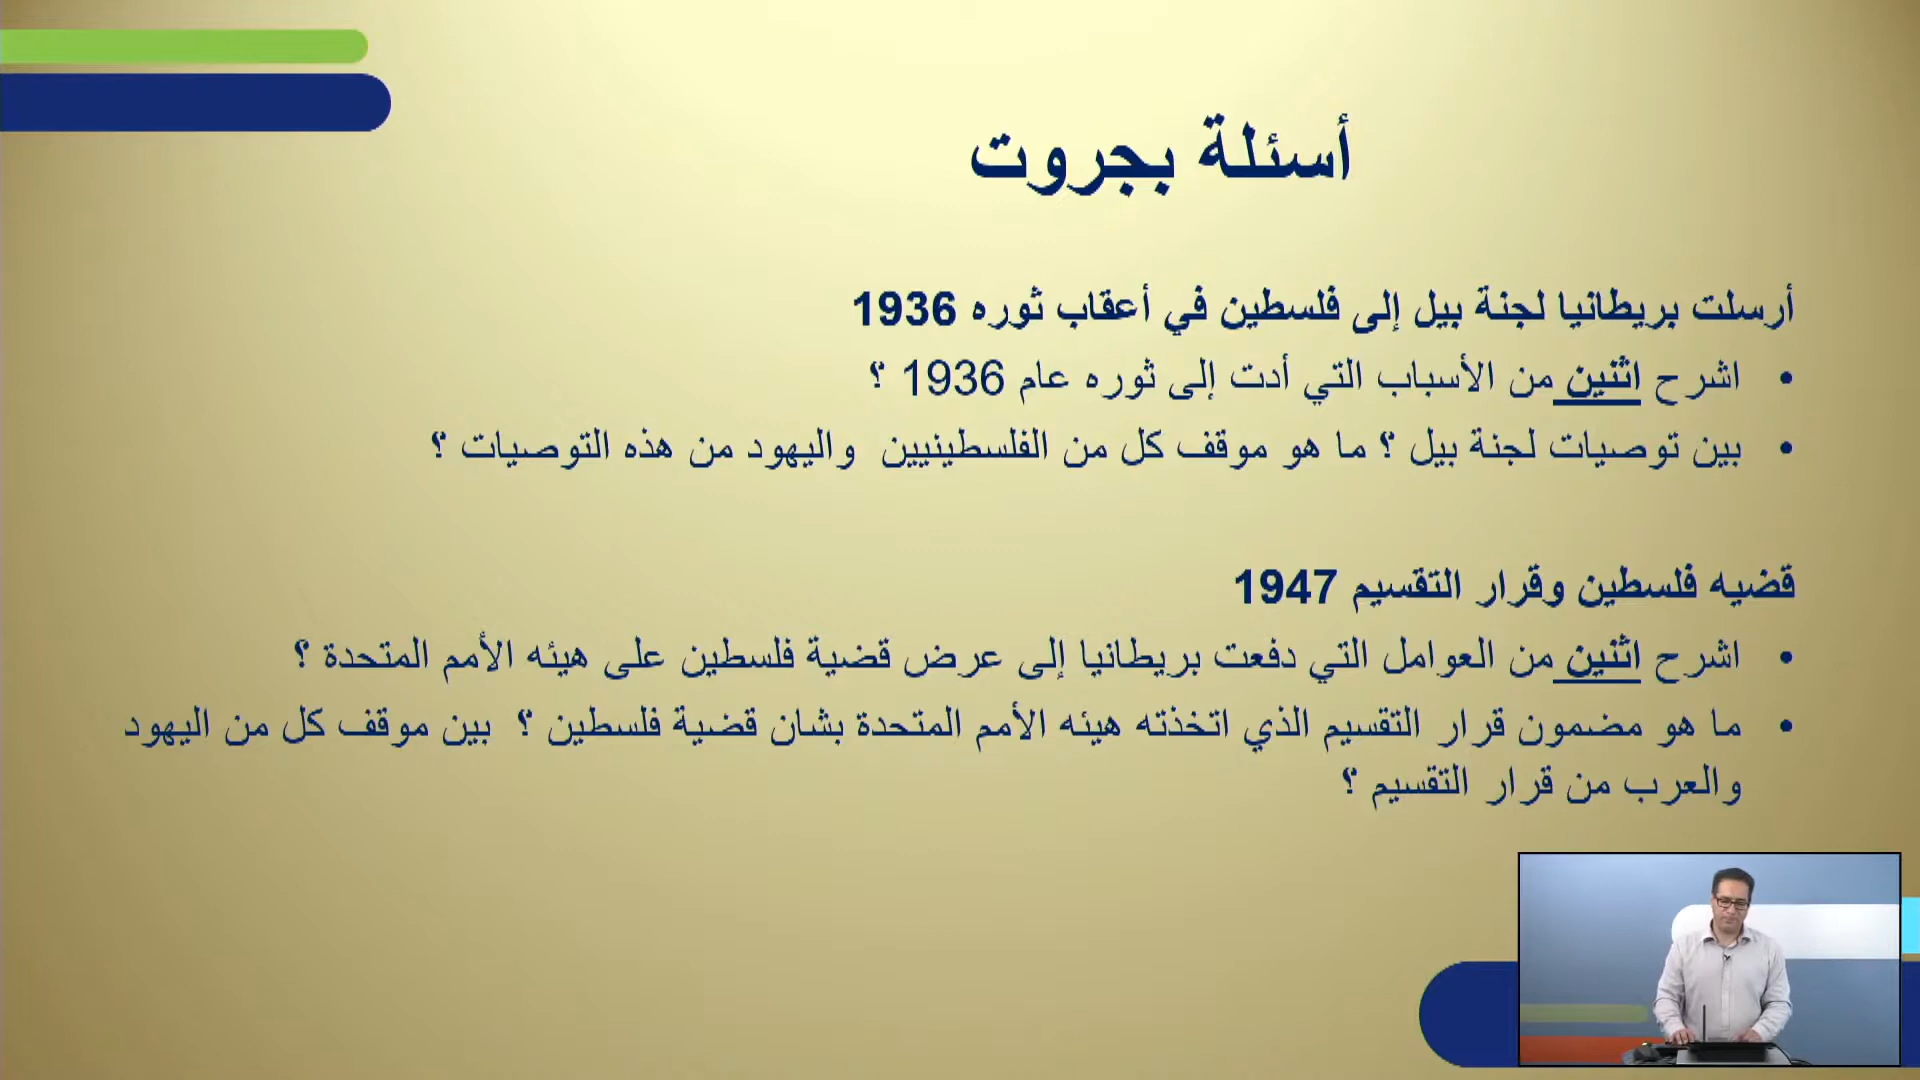 أسئلة بجروت
أرسلت بريطانيا لجنة بيل إلى فلسطين في أعقاب ثوره 1936
• اشرح اثنين من الأسباب التي أدت إلى ثوره عام 1936 ؟
• بين توصيات لجنة بيل ؟ ما هو موقف كل من الفلسطينيين واليهود من هذه التوصيات ؟
قضيه فلسطين وقرار التقسيم 1947
• اشرح اثنين من العوامل التي دفعت بريطانيا إلى عرض قضية فلسطين على هيئه الأمم المتحدة ؟
• ما هو مضمون قرار التقسيم الذي اتخذته هيئه الأمم المتحدة بشان قضية فلسطين ؟ بين موقف كل من اليهود
والعرب من قرار التقسيم ؟